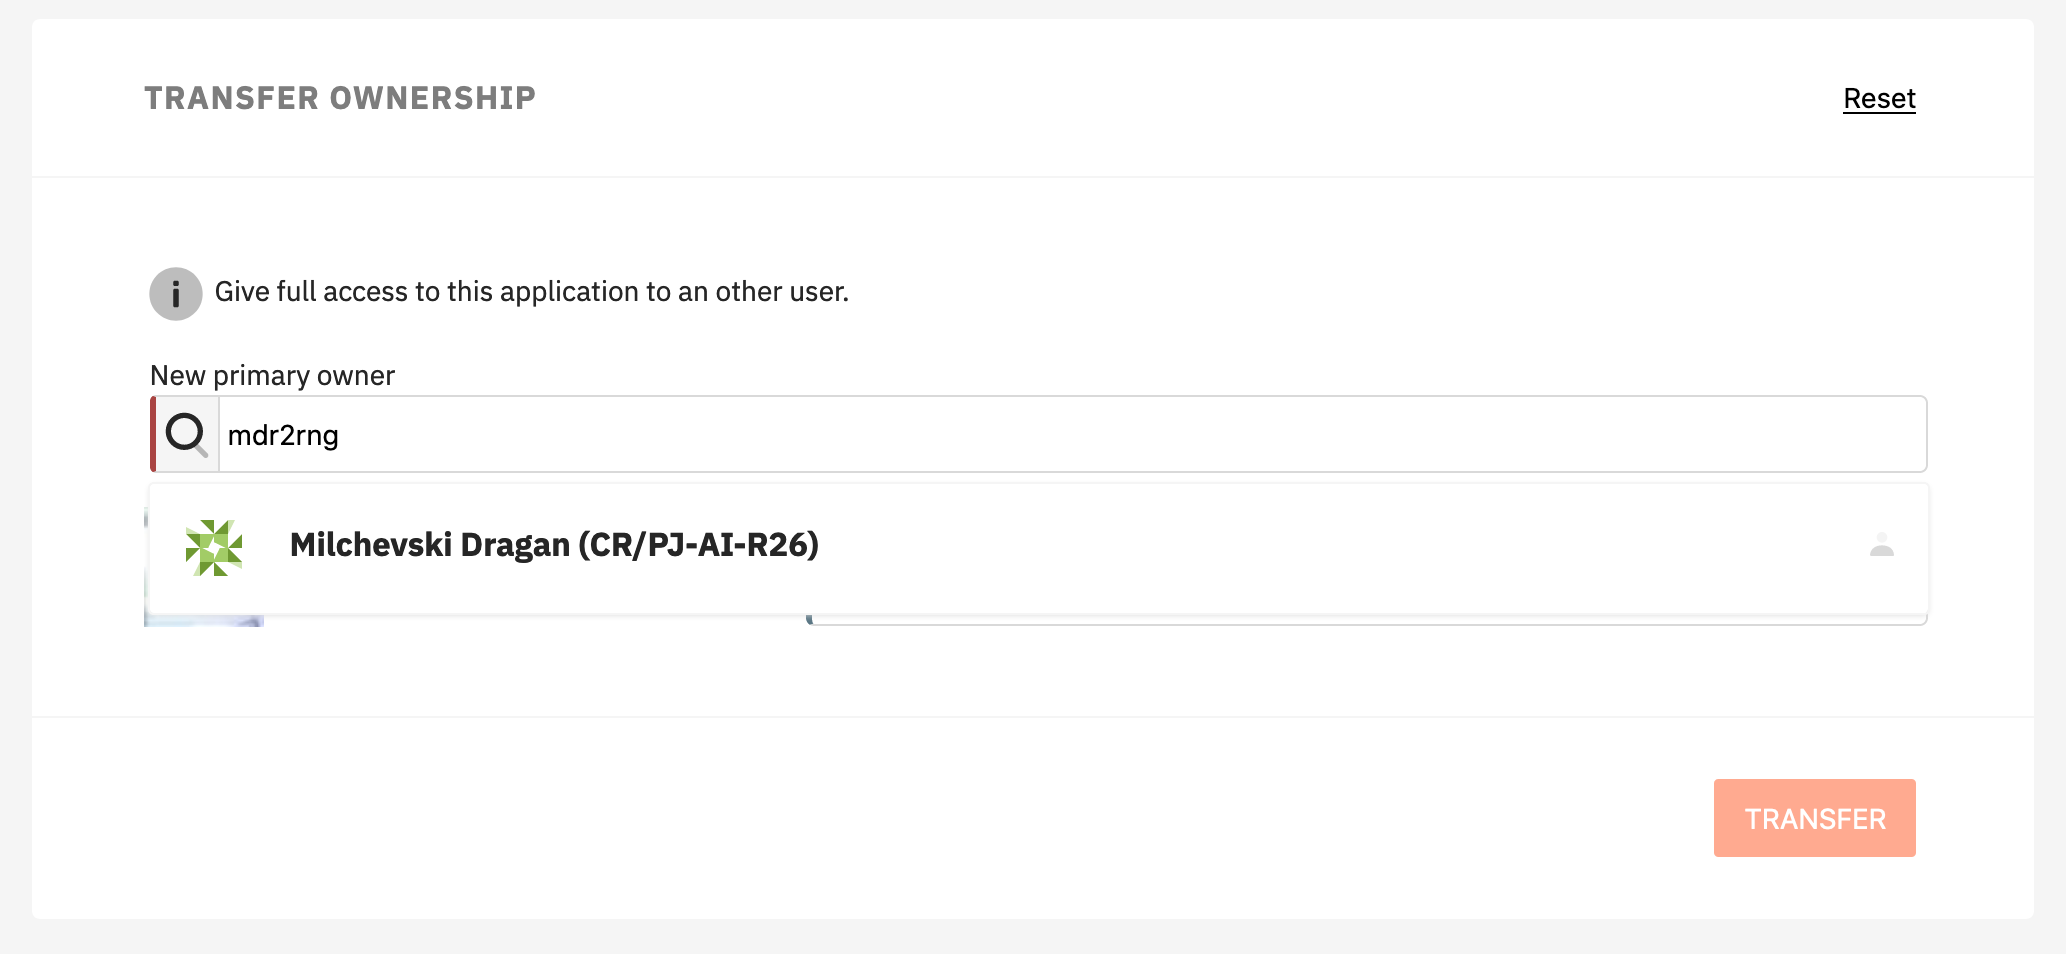 TRANSFER OWNERSHIP
Reset
i Give full access to this application to an other user.
New primary owner
mdr2rng
Milchevski Dragan (CR/PJ-AI-R26)
TRANSFER